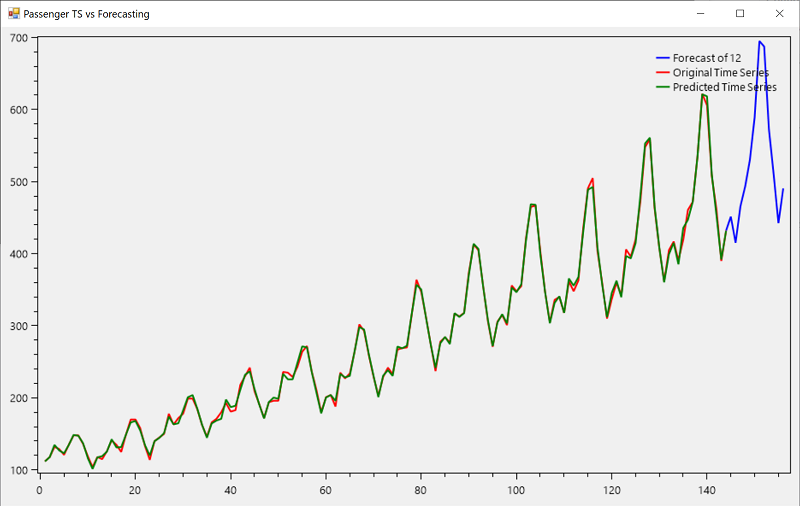 Passenger TS vs Forecasting
700
Forecast of 12
Original Time Series
Predicted Time Series
600
500
400
300
200
100
0 20 40 60 80 100 120 140